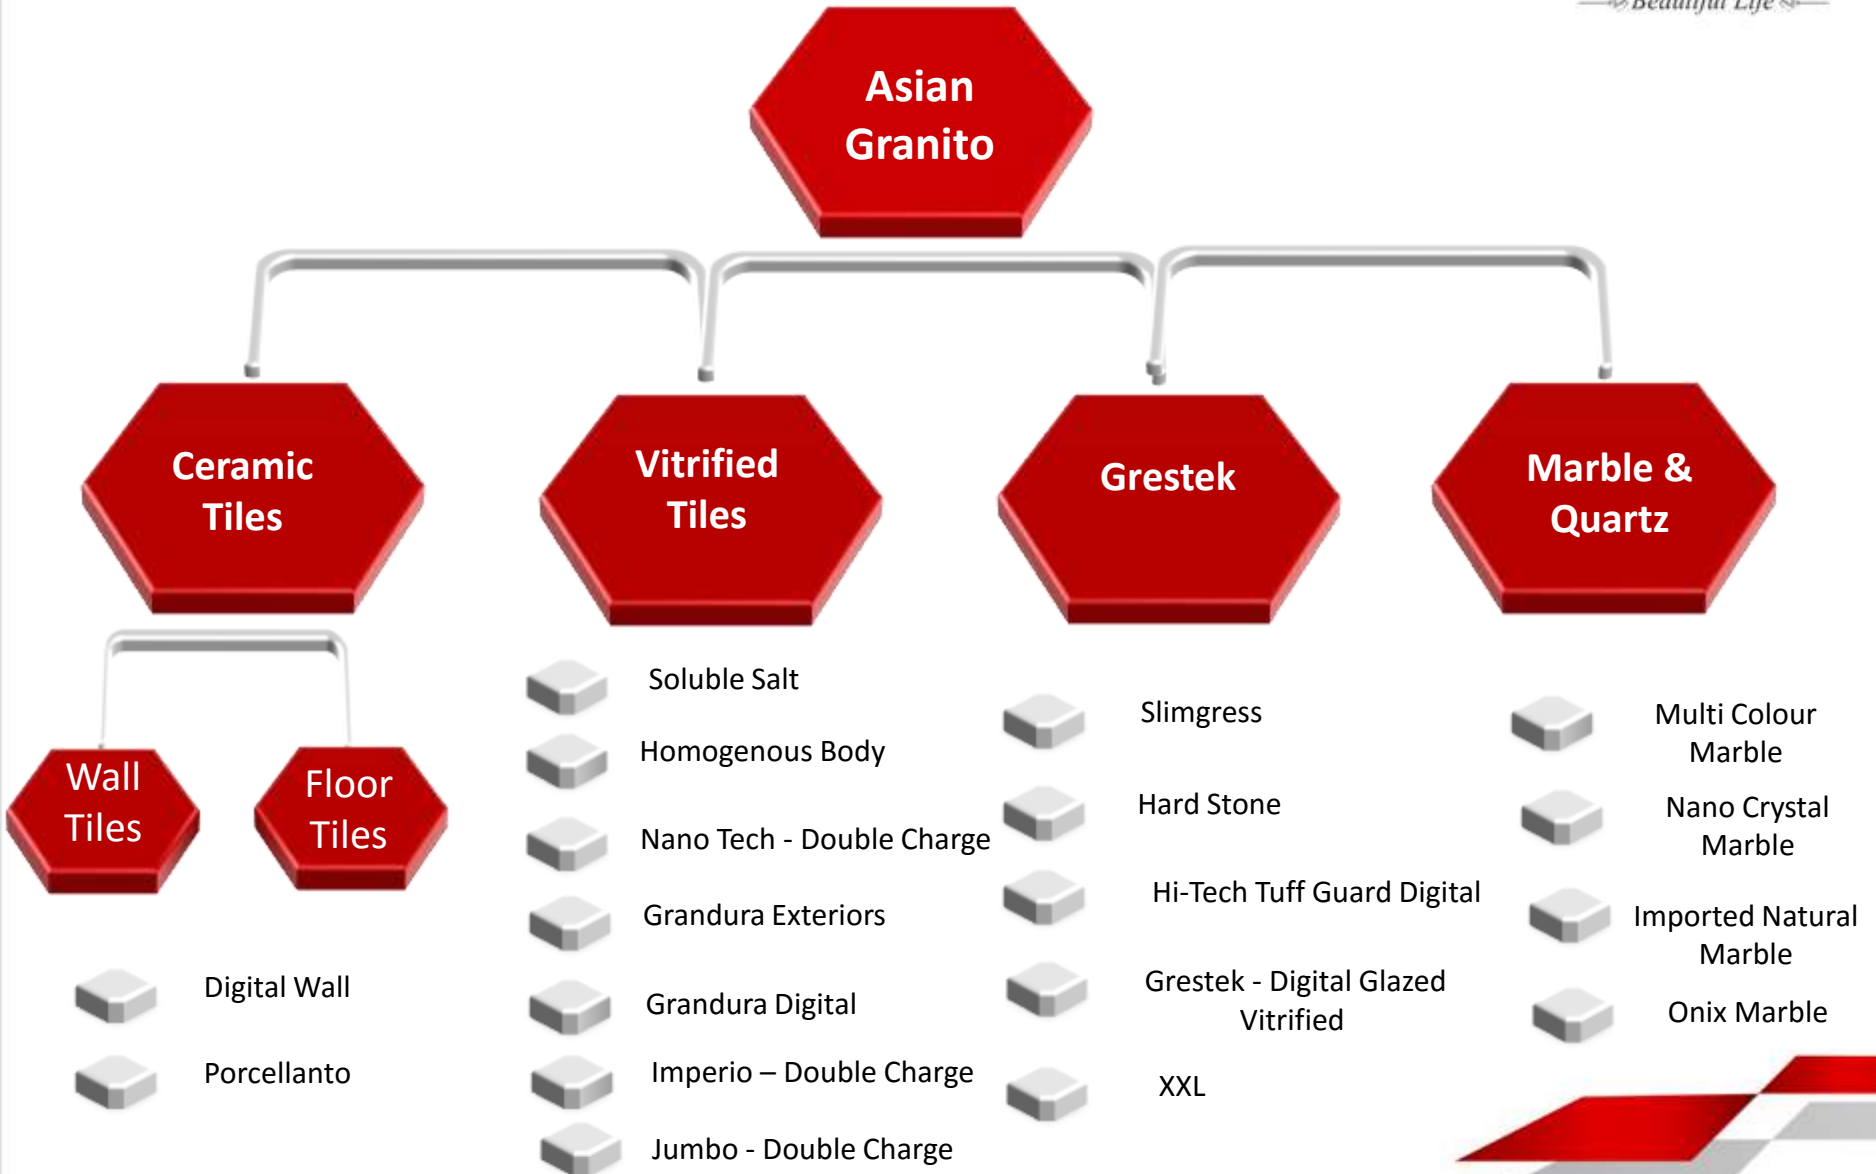 Beautiful Life
Asian
Granito
Ceramic
Tiles
Vitrified
Tiles
Grestek
Marble &
Quartz
Wall
Tiles
Floor
Tiles
Digital Wall
Porcellanto
Soluble Salt
Homogenous Body
Nano Tech - Double Charge
Grandura Exteriors
Grandura Digital
Imperio – Double Charge
Jumbo - Double Charge
Slimgress
Hard Stone
Hi-Tech Tuff Guard Digital
Grestek - Digital Glazed
Vitrified
XXL
Multi Colour
Marble
Nano Crystal
Marble
Imported Natural
Marble
Onix Marble